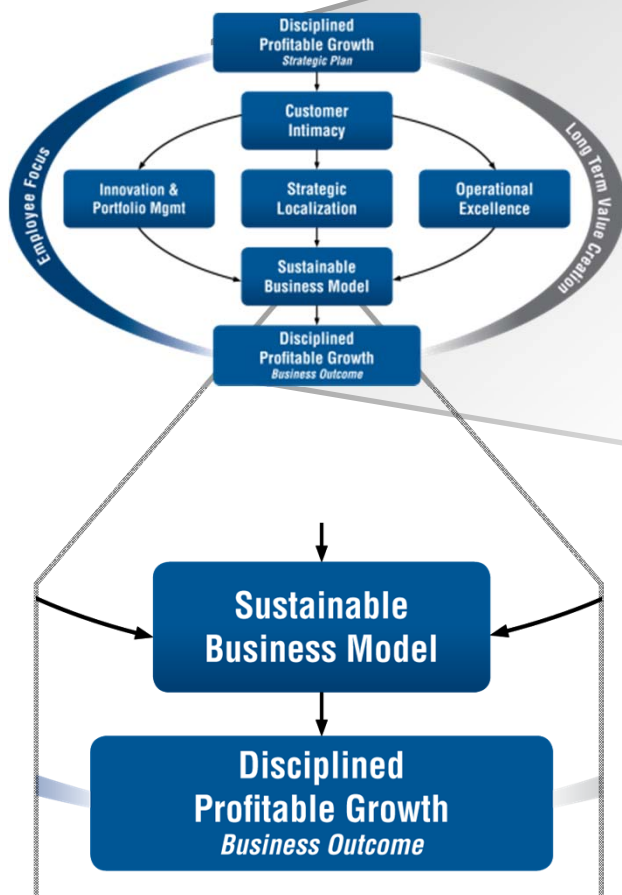 Disciplined
Profitable Growth
Strategic Plan
Customer
Intimacy
Employee Focus
Long Term Value Creation
Innovation &
Portfolio Mgmt
Strategic
Localization
Operational
Excellence
Sustainable
Business Model
Disciplined
Profitable Growth
Business Outcome
Sustainable
Business Model
Disciplined
Profitable Growth
Business Outcome